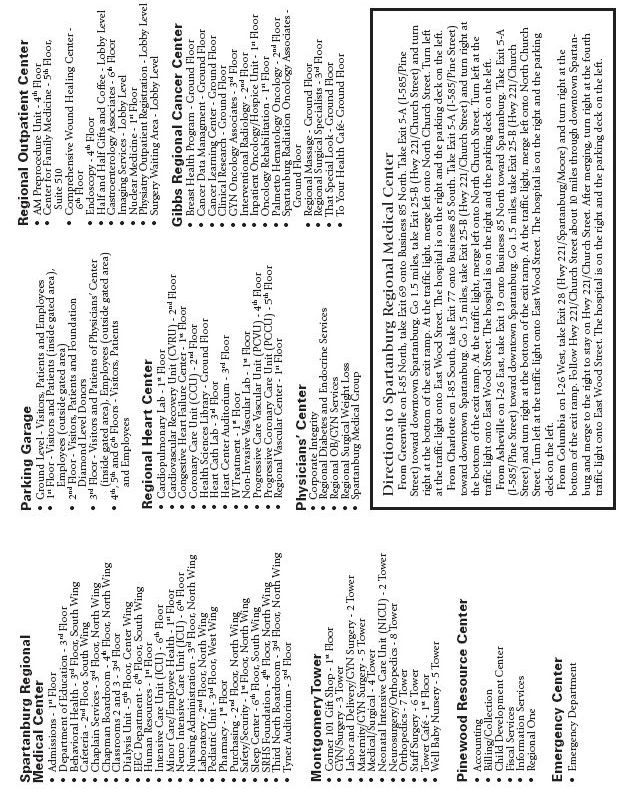 Spartanburg Regional
Medical Center
• Admissions - 1st Floor
• Department of Education - 3rd Floor
• Behavioral Health - 3rd Floor, South Wing
• Cafeteria - 2nd Floor, South Wing
• Chaplain Services - 3rd Floor, North Wing
• Chapman Boardroom - 4th Floor, North Wing
• Classrooms 2 and 3 - 3rd Floor
• Dialysis Unit - 5th Floor, Center Wing
• EEG Department - 6th Floor, South Wing
• Human Resources - 1st Floor
• Intensive Care Unit (ICU) - 6th Floor
• Minor Care/Employee Health - 1st Floor
• Neuro Intensive Care Unit (ICU) - 6th Floor
• Nursing Administration - 3rd Floor, North Wing
• Laboratory - 2nd Floor, North Wing
• Pediatric Unit - 3rd Floor, West Wing
• Pharmacy - 1st Floor
• Purchasing - 2nd Floor, North Wing
• Safety/Security - 1st Floor, North Wing
• Sleep Center - 6th Floor, South Wing
• SRHS Foundation - 4th Floor, North Wing
• Third North Boardroom - 3rd Floor, North Wing
• Tyner Auditorium - 3rd Floor
Montgomery Tower
• Corner 101 Gift Shop - 1st Floor
• GYN/Surgery - 3 Tower
• Labor and Delivery/GYN Surgery - 2 Tower
• Maternity/GYN Surgery - 5 Tower
• Medical/Surgical - 4 Tower
• Neonatal Intensive Care Unit (NICU) - 2 Tower
• Neurosurgery/Orthopedics - 8 Tower
• Orthopedics - 7 Tower
• Staff Surgery - 6 Tower
• Tower Café - 1st Floor
• Well Baby Nursery - 5 Tower
Pinewood Resource Center
• Accounting
• Billing/Collection
• Child Development Center
• Fiscal Services
• Information Services
• Regional One
Emergency Center
• Emergency Department
Parking Garage
• Ground Level - Visitors, Patients and Employees
• 1st Floor - Visitors and Patients (inside gated area),
Employees (outside gated area)
• 2nd Floor - Visitors, Patients and Foundation
Dinner Level Donors
• 3rd Floor - Visitors and Patients of Physicians' Center
(inside gated area), Employees (outside gated area)
• 4th, 5th and 6th Floors - Visitors, Patients
and Employees
Regional Heart Center
• Cardiopulmonary Lab - 1st Floor
• Cardiovascular Recovery Unit (CVRU) - 2nd Floor
• Congestive Heart Failure Center - 1st Floor
• Coronary Care Unit (CCU) - 2nd Floor
• Health Sciences Library - Ground Floor
• Heart Cath Lab - 3rd Floor
• Heart Center Auditorium - 3rd Floor
• IV Treatment - 1st Floor
• Non-Invasive Vascular Lab - 1st Floor
• Progressive Care Vascular Unit (PCVU) - 4th Floor
• Progressive Coronary Care Unit (PCCU) - 5th Floor
• Regional Vascular Center - 1st Floor
Physicians' Center
• Corporate Integrity
• Regional Diabetes and Endocrine Services
• Regional OB/GYN Services
• Regional Surgical Weight Loss
• Spartanburg Medical Group
Regional Outpatient Center
• AM Preprocedure Unit - 4th Floor
• Center for Family Medicine - 5th Floor,
Suite 510
• Comprehensive Wound Healing Center -
6th Floor
• Endoscopy - 4th Floor
• Half and Half Gifts and Coffee - Lobby Level
• Gastroenterology Associates - 6th Floor
• Imaging Services - Lobby Level
• Nuclear Medicine - 1st Floor
• Physiatry Outpatient Registration - Lobby Level
• Surgery Waiting Area - Lobby Level
Gibbs Regional Cancer Center
• Breast Health Program - Ground Floor
• Cancer Data Managment - Ground Floor
• Cancer Learning Center - Ground Floor
• Clinical Research - Ground Floor
• GYN Oncology Associates - 3rd Floor
• Interventional Radiology - 2nd Floor
• Inpatient Oncology/Hospice Unit - 1st Floor
• Oncology Rehabilitation - 1st Floor
• Palmetto Hematology Oncology - 2nd Floor
• Spartanburg Radiation Oncology Associates -
Ground Floor
• Regional Massage - Ground Floor
• Regional Surgical Specialists - 3rd Floor
• That Special Look - Ground Floor
• To Your Health Café - Ground Floor
Directions to Spartanburg Regional Medical Center
From Greenville on I-85 North, take Exit 69 onto Business 85 North. Take Exit 5-A (I-585/Pine
Street) toward downtown Spartanburg. Go 1.5 miles, take Exit 25-B (Hwy 221/Church Street) and turn
right at the bottom of the exit ramp. At the traffic light, merge left onto North Church Street. Turn left
at the traffic light onto East Wood Street. The hospital is on the right and the parking deck on the left.
From Charlotte on I-85 South, take Exit 77 onto Business 85 South. Take Exit 5-A (I-585/Pine Street)
toward downtown Spartanburg. Go 1.5 miles, take Exit 25-B (Hwy 221/Church Street) and turn right at
the bottom of the exit ramp. At the traffic light, merge left onto North Church Street. Turn left at the
traffic light onto East Wood Street. The hospital is on the right and the parking deck on the left.
From Asheville on I-26 East, take Exit 19 onto Business 85 North toward Spartanburg. Take Exit 5-A
(I-585/Pine Street) toward downtown Spartanburg. Go 1.5 miles, take Exit 25-B (Hwy 221/Church
Street) and turn right at the bottom of the exit ramp. At the traffic light, merge left onto North Church
Street. Turn left at the traffic light onto East Wood Street. The hospital is on the right and the parking
deck on the left.
From Columbia on I-26 West, take Exit 28 (Hwy 221/Spartanburg/Moore) and turn right at the
bottom of the exit ramp. Follow Hwy 221/Church Street about 10 miles through downtown Spartan-
burg and merge to the right to stay on Hwy 221/Church Street. After merging, turn right at the fourth
traffic light onto East Wood Street. The hospital is on the right and the parking deck on the left.